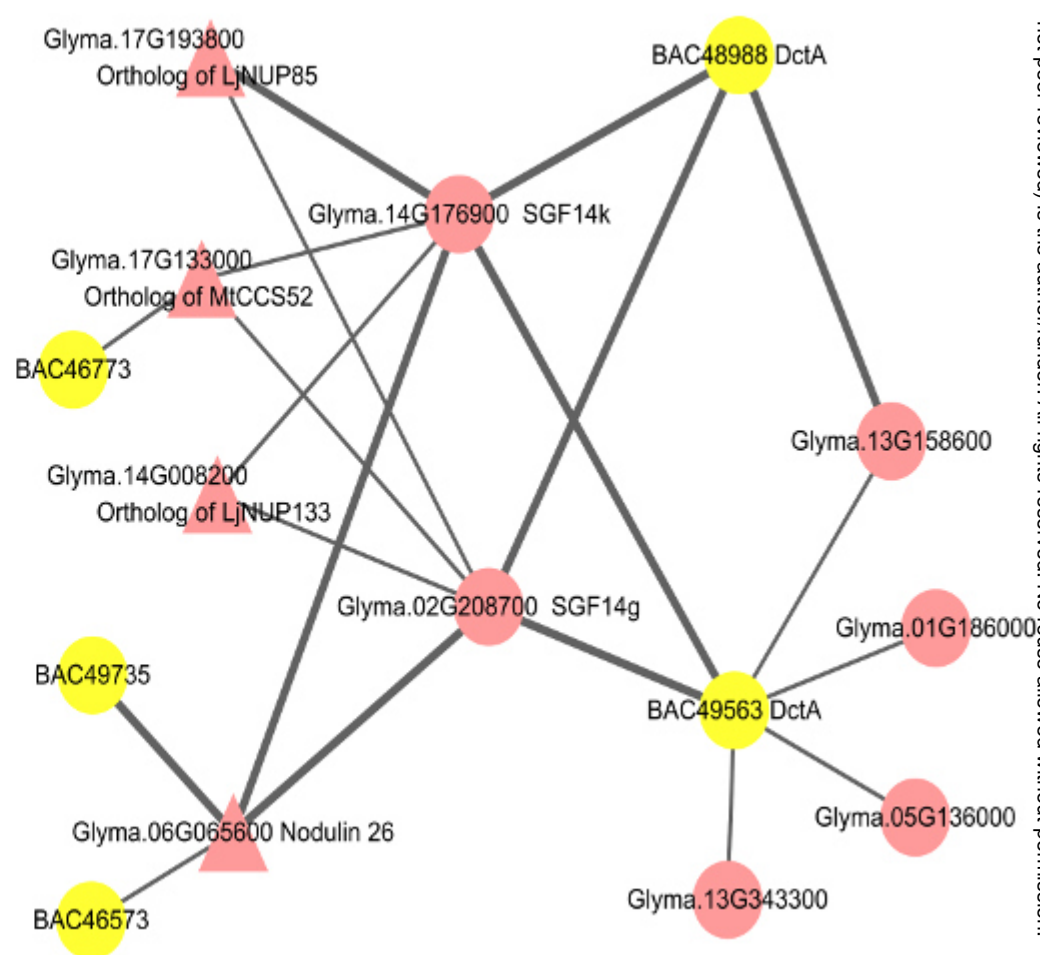 Glyma.17G193800
Ortholog of LjNUP85
BAC48988 DctA
Glyma.14G176900 SGF14k
Glyma.17G133000
Ortholog of MtCCS52
BAC46773
Glyma.13G158600
Glyma.14G008200
Ortholog of LjNUP133
Glyma.02G208700 SGF14g
Glyma.01G186000
BAC49735
BAC49563 DctA
Glyma.05G136000
Glyma.06G065600 Nodulin 26
Glyma.13G343300
BAC46573